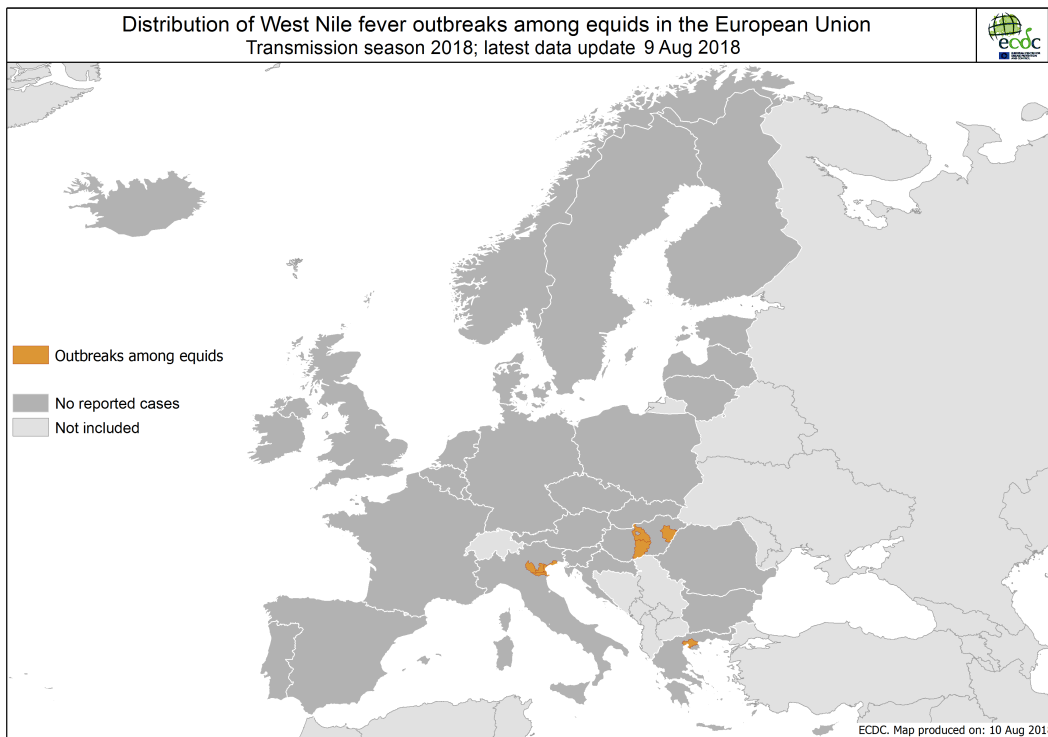 Distribution of West Nile fever outbreaks among equids in the European Union
Transmission season 2018; latest data update 9 Aug 2018
ecdc
Outbreaks among equids
No reported cases
Not included
ECDC. Map produced on: 10 Aug 2018